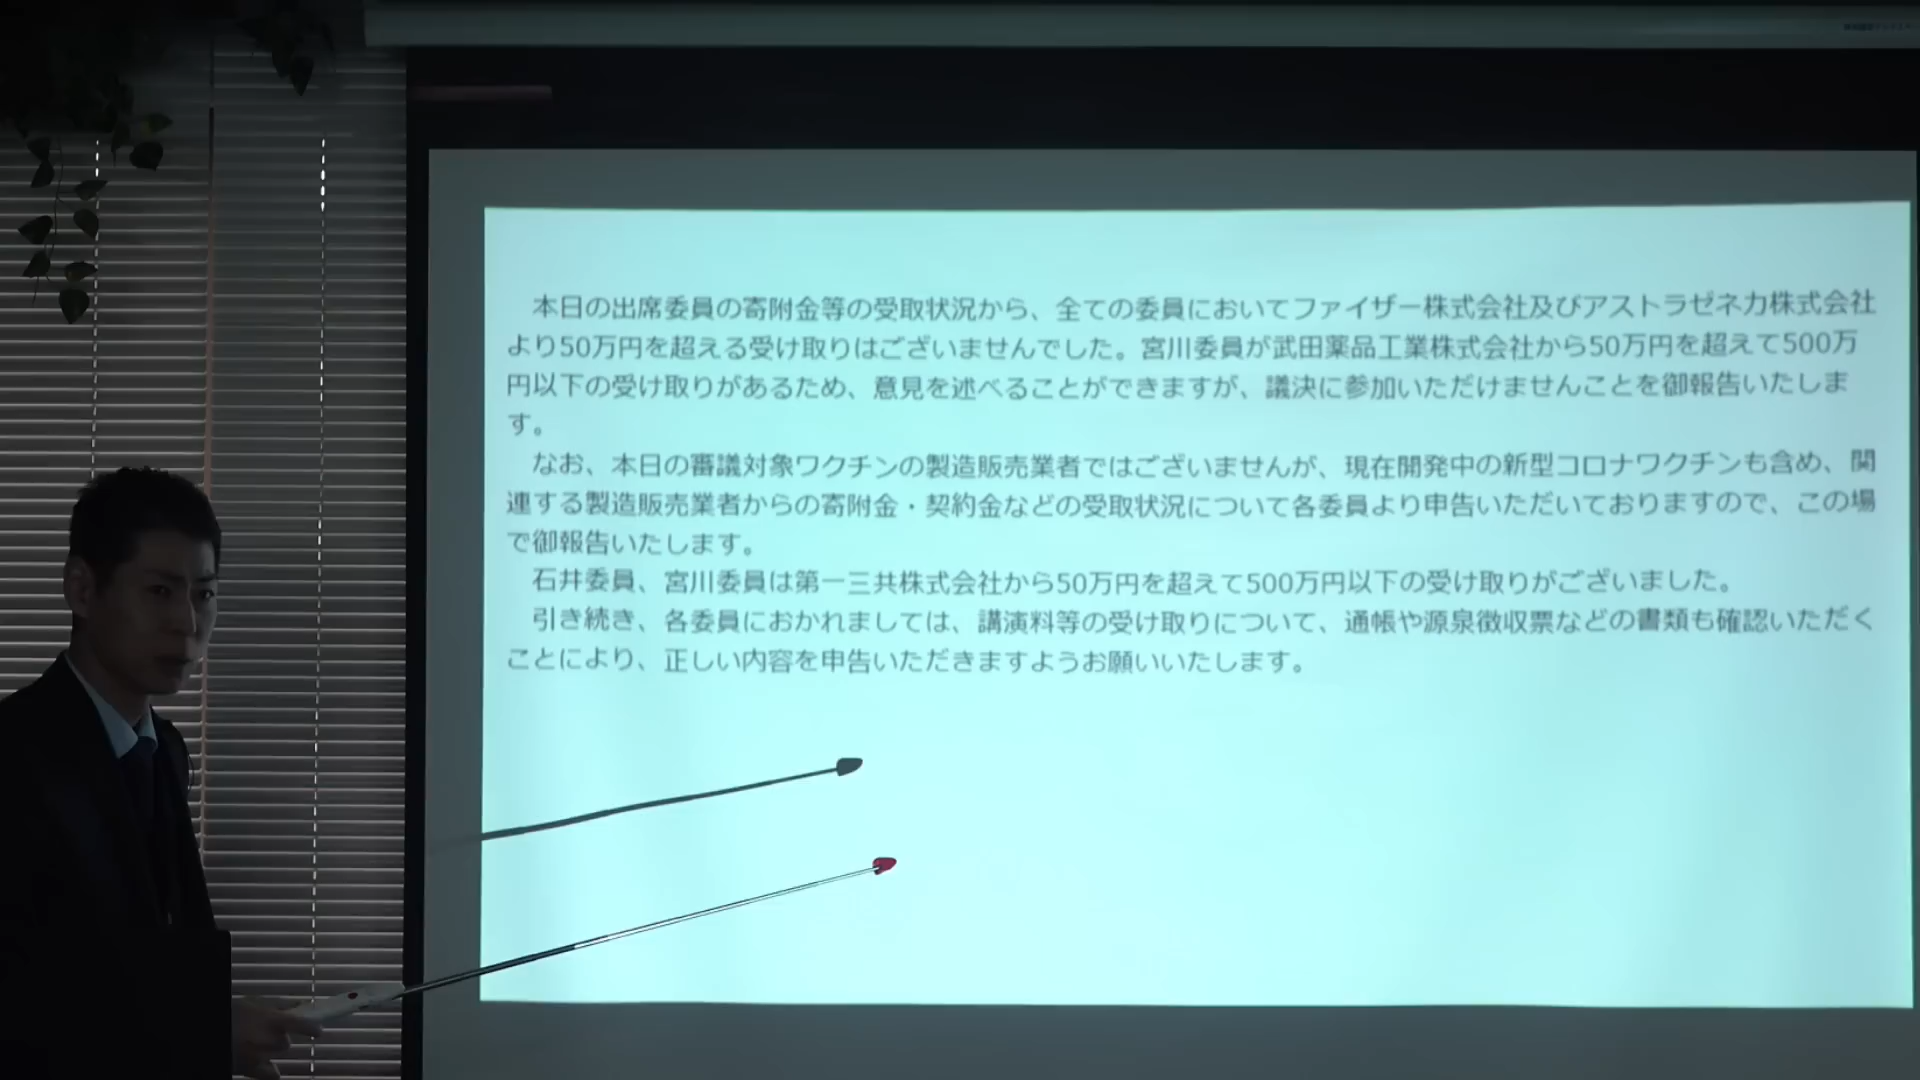 本日の出席委員の寄附金等の受取状況から、全ての委員においてファイザー株式会社及びアストラゼネカ株式会社
より50万円を超える受け取りはございませんでした。宮川委員が武田薬品工業株式会社から50万円を超えて500万
円以下の受け取りがあるため、意見を述べることができますが、議決に参加いただけませんことを御報告いたしま
す。
なお、本日の審議対象ワクチンの製造販売業者ではございませんが、現在開発中の新型コロナワクチンも含め、関
連する製造販売業者からの寄附金・契約金などの受取状況について各委員より申告いただいておりますので、この場
で御報告いたします。
石井委員、宮川委員は第一三共株式会社から50万円を超えて500万円以下の受け取りがございました。
引き続き、各委員におかれましては、講演料等の受け取りについて、通帳や源泉徴収票などの書類も確認いただく
ことにより、正しい内容を申告いただきますようお願いいたします。